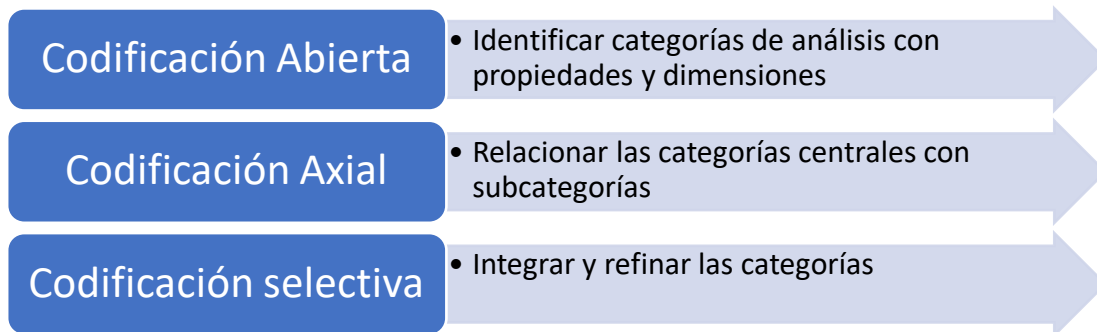 Codificación Abierta
• Identificar categorías de análisis con
propiedades y dimensiones
Codificación Axial
• Relacionar las categorías centrales con
subcategorías
Codificación selectiva
• Integrar y refinar las categorías